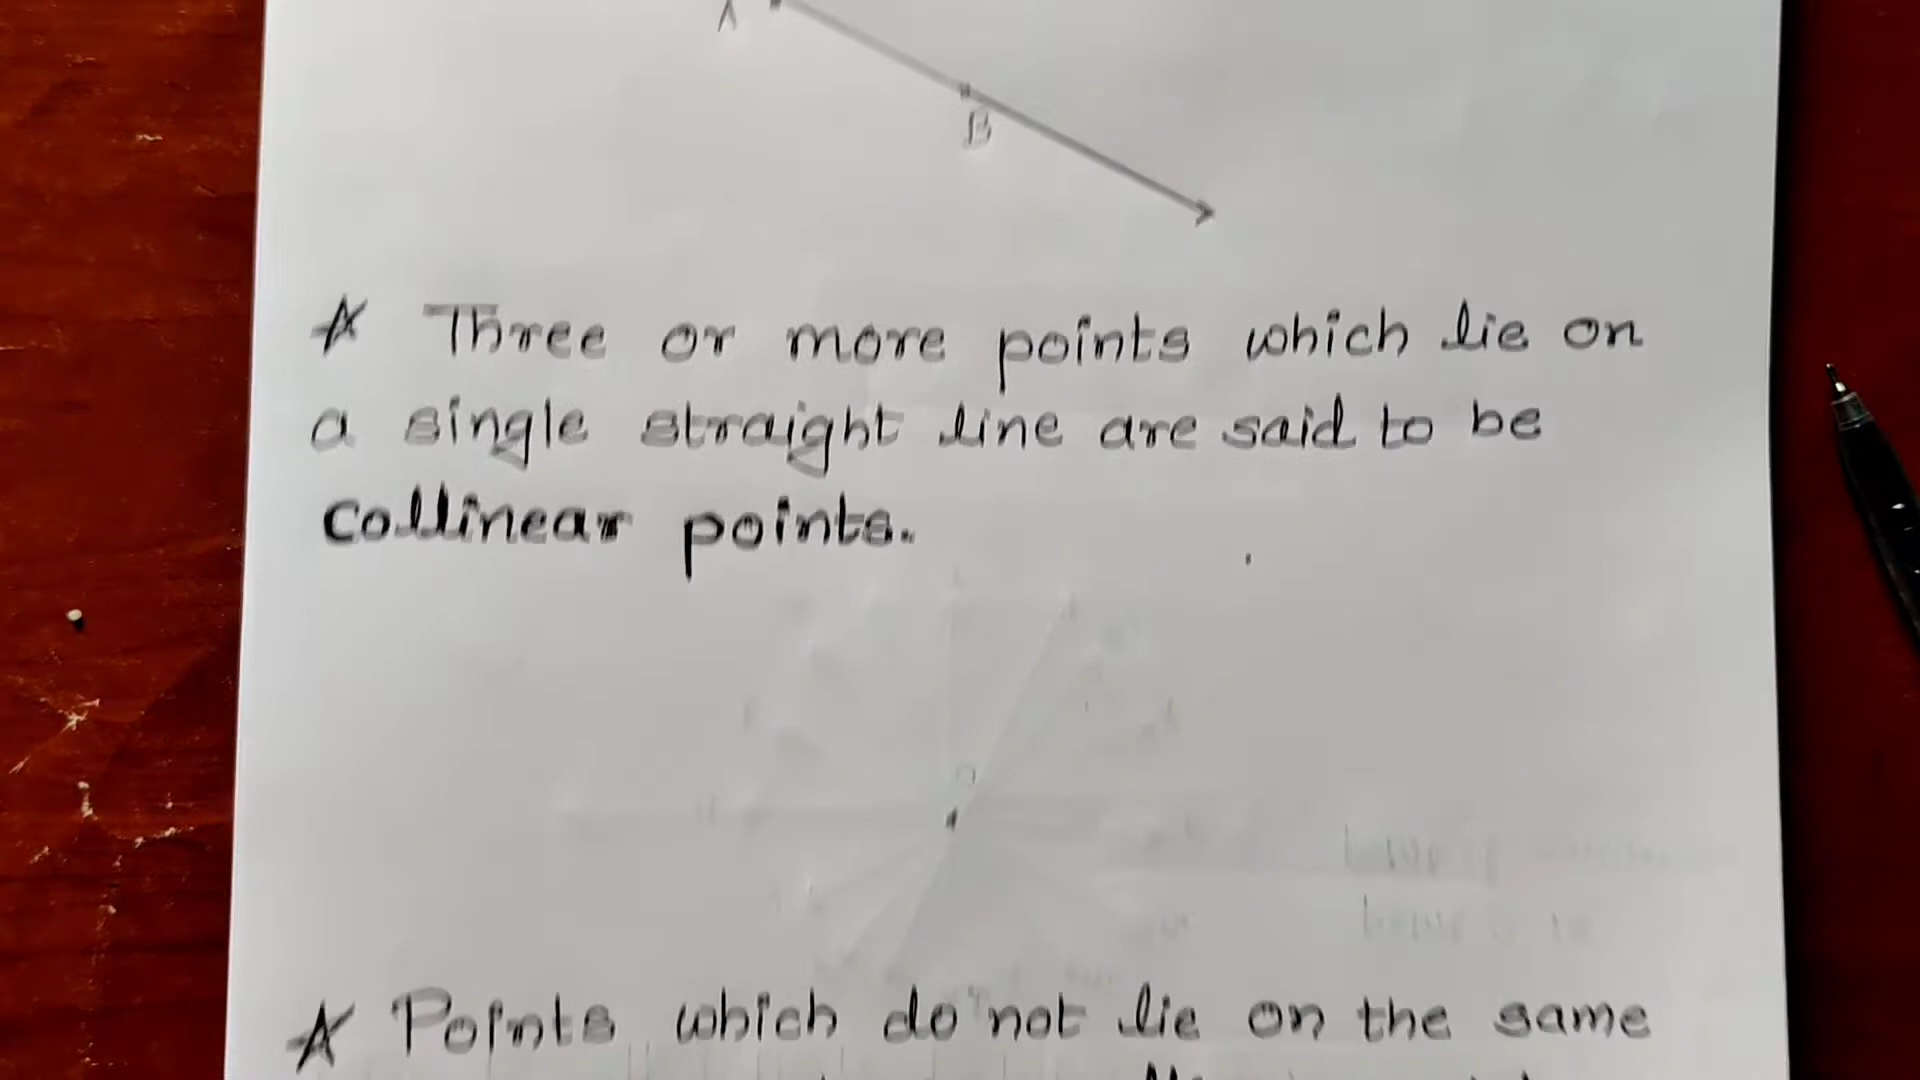 A
B
* Three or more points which lie on
a single straight line are said to be
collinear points.
* Points which do not lie on the same